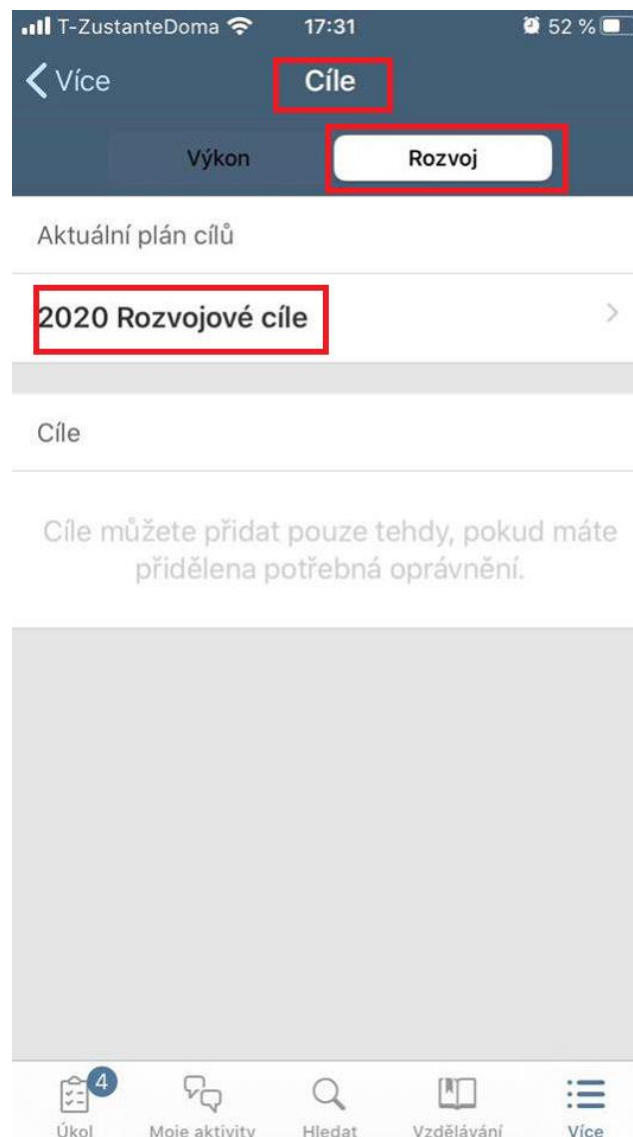 T-ZustanteDoma 17:31 52 %
Více Cíle
Výkon Rozvoj
Aktuální plán cílů
2020 Rozvojové cíle
Cíle
Cíle můžete přidat pouze tehdy, pokud máte
přidělena potřebná oprávnění.
4
Úkol Moje aktivity Hledat Vzdělávání Více